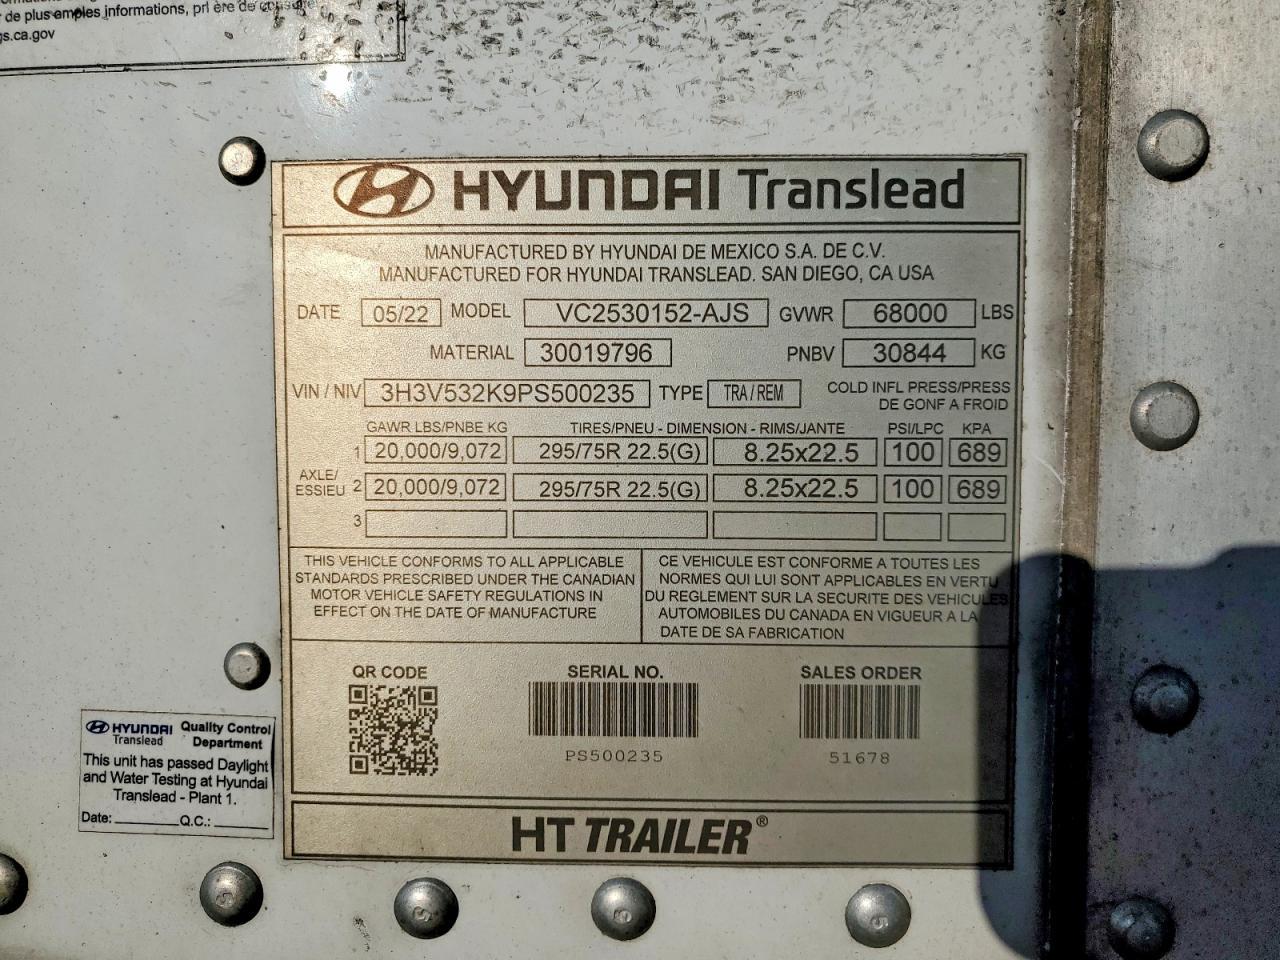 de plus amples informations, pri ère de
gs.ca.gov
HYUNDAI Translead
MANUFACTURED BY HYUNDAI DE MEXICO S.A. DE C.V.
MANUFACTURED FOR HYUNDAI TRANSLEAD. SAN DIEGO, CA USA
DATE 05/22 MODEL VC2530152-AJS GVWR 68000 LBS
MATERIAL 30019796 PNBV 30844 KG
VIN / NIV 3H3V532K9PS500235 TYPE TRA / REM COLD INFL PRESS/PRESS
DE GONF A FROID
GAWR LBS/PNBE KG TIRES/PNEU - DIMENSION - RIMS/JANTE PSI/LPC KPA
1 20,000/9,072 295/75R 22.5(G) 8.25x22.5 100 689
AXLE/
ESSIEU 2 20,000/9,072 295/75R 22.5(G) 8.25x22.5 100 689
3
THIS VEHICLE CONFORMS TO ALL APPLICABLE
STANDARDS PRESCRIBED UNDER THE CANADIAN
MOTOR VEHICLE SAFETY REGULATIONS IN
EFFECT ON THE DATE OF MANUFACTURE
CE VEHICULE EST CONFORME A TOUTES LES
NORMES QUI LUI SONT APPLICABLES EN VERTU
DU REGLEMENT SUR LA SECURITE DES VEHICULES
AUTOMOBILES DU CANADA EN VIGUEUR A LA
DATE DE SA FABRICATION
QR CODE SERIAL NO. SALES ORDER
PS500235 51678
HT TRAILER®
HYUNDAI Translead Quality Control Department
This unit has passed Daylight
and Water Testing at Hyundai
Translead - Plant 1.
Date: ________ Q.C.: ________
S
S